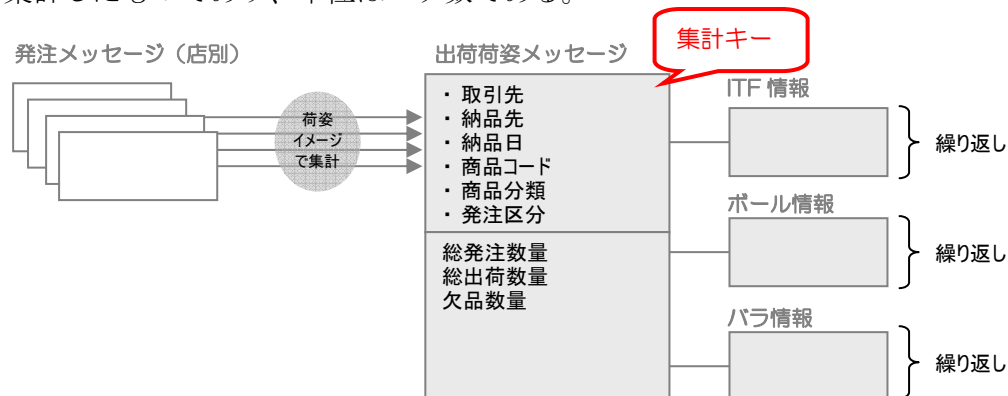 集計したものであり、単位はバラ数である。
集計キー
発注メッセージ（店別）
出荷荷姿メッセージ
荷姿
イメージ
で集計
・ 取引先
・ 納品先
・ 納品日
・ 商品コード
・ 商品分類
・ 発注区分
総発注数量
総出荷数量
欠品数量
ITF 情報
繰り返し
ボール情報
繰り返し
バラ情報
繰り返し